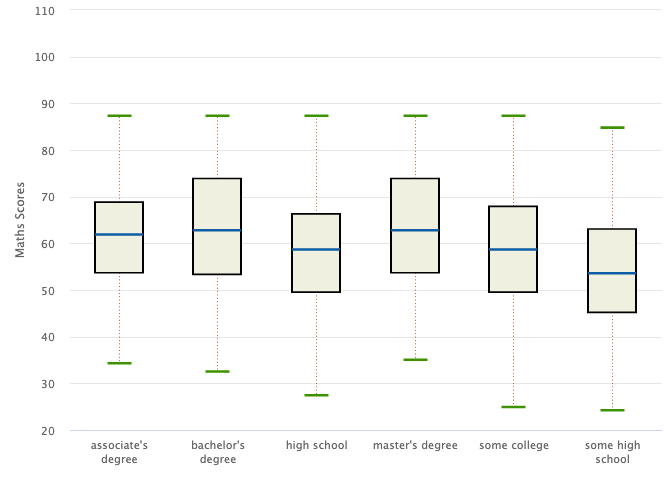 110
100
90
80
70
60
50
40
30
20
Maths Scores
associate's
degree
bachelor's
degree
high school
master's degree
some college
some high
school